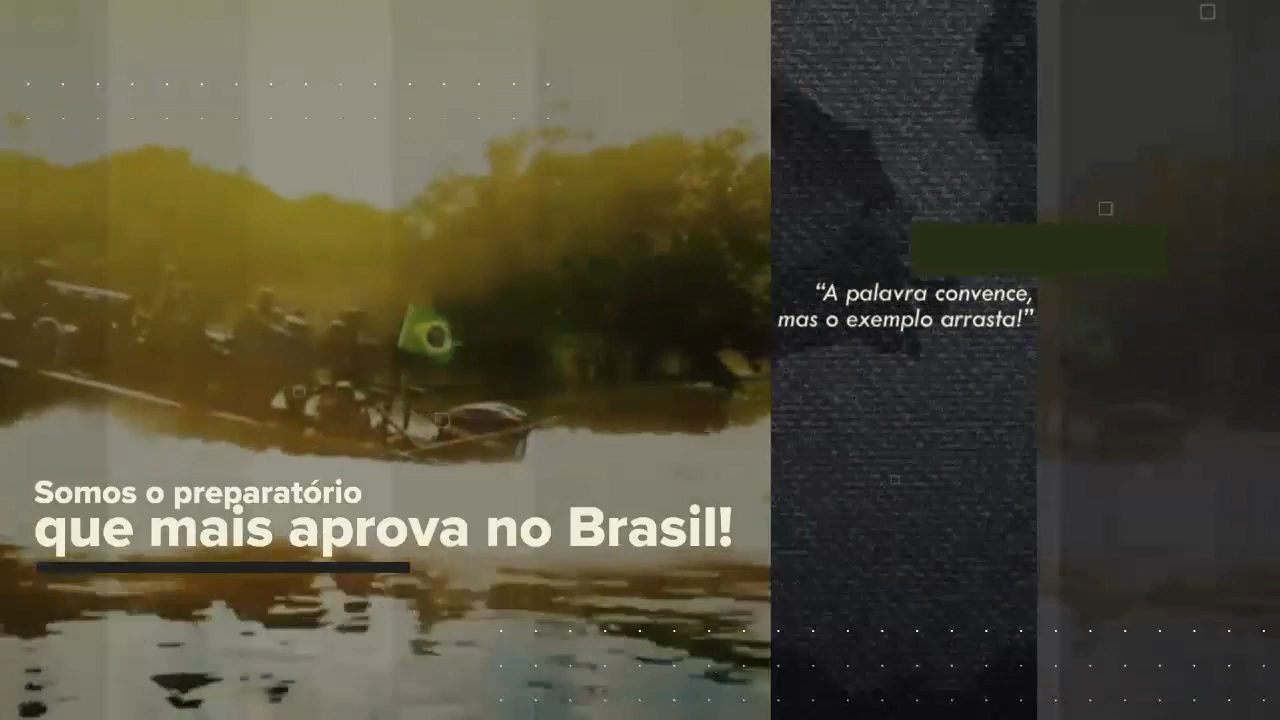 Somos o preparatório
que mais aprova no Brasil!
“A palavra convence,
mas o exemplo arrasta!”